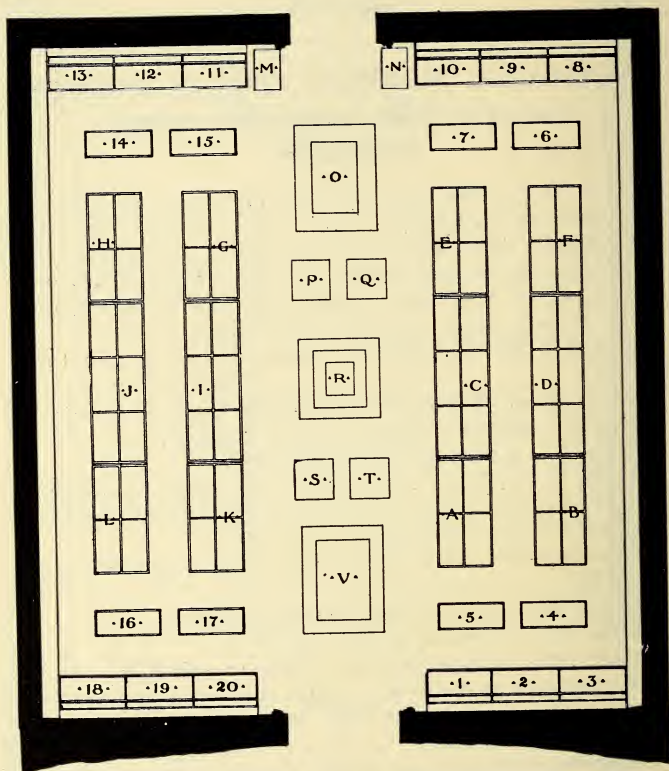 ·13· ·12· ·11· ·M· ·N· ·10· ·9· ·8·
·14· ·15· ·O· ·7· ·6·
·H· G· E· F·
·P· ·Q·
J· ·I ·R· ·C· ·D·
·S· ·T·
L· K· A· B·
·V·
·16· ·17· ·5· ·4·
·18· ·19· ·20· ·1· ·2· ·3·